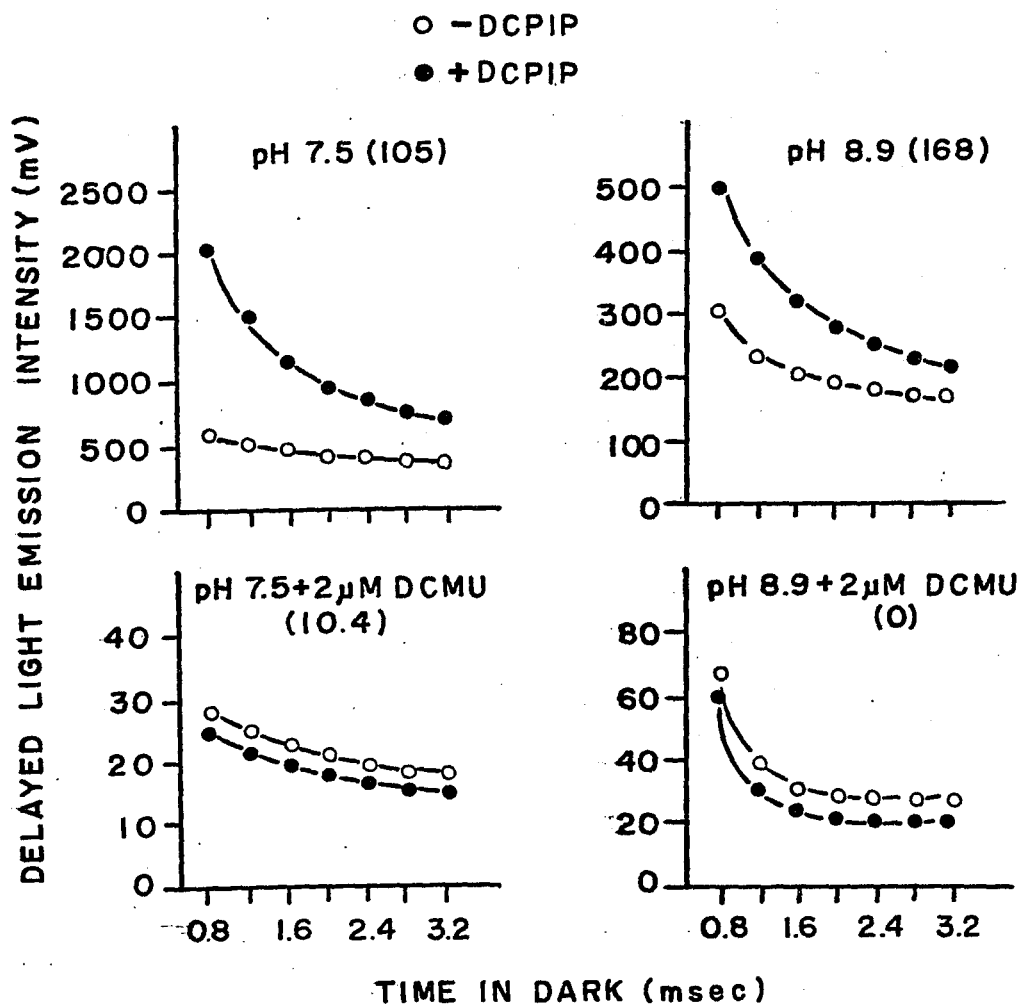 ○ −DCPIP
● +DCPIP
DELAYED LIGHT EMISSION INTENSITY (mV)
pH 7.5 (105)
2500
2000
1500
1000
500
0
pH 8.9 (168)
500
400
300
200
100
0
pH 7.5+2μM DCMU
(10.4)
40
30
20
10
0
0.8 1.6 2.4 3.2
pH 8.9+2μM DCMU
(0)
80
60
40
20
0
0.8 1.6 2.4 3.2
TIME IN DARK (msec)